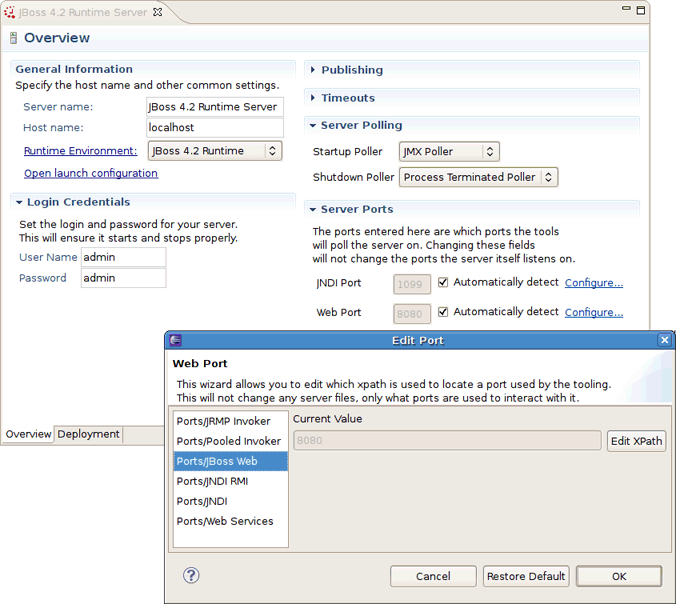 JBoss 4.2 Runtime Server
Overview
General Information
Specify the host name and other common settings.
Server name: JBoss 4.2 Runtime Server
Host name: localhost
Runtime Environment: JBoss 4.2 Runtime
Open launch configuration
Login Credentials
Set the login and password for your server.
This will ensure it starts and stops properly.
User Name admin
Password admin
Publishing
Timeouts
Server Polling
Startup Poller JMX Poller
Shutdown Poller Process Terminated Poller
Server Ports
The ports entered here are which ports the tools
will poll the server on. Changing these fields
will not change the ports the server itself listens on.
JNDI Port 1099 Automatically detect Configure...
Web Port 8080 Automatically detect Configure...
Overview Deployment
Edit Port
Web Port
This wizard allows you to edit which xpath is used to locate a port used by the tooling.
This will not change any server files, only what ports are used to interact with it.
Ports/JRMP Invoker
Ports/Pooled Invoker
Ports/JBoss Web
Ports/JNDI RMI
Ports/JNDI
Ports/Web Services
Current Value
8080 Edit XPath
? Cancel Restore Default OK